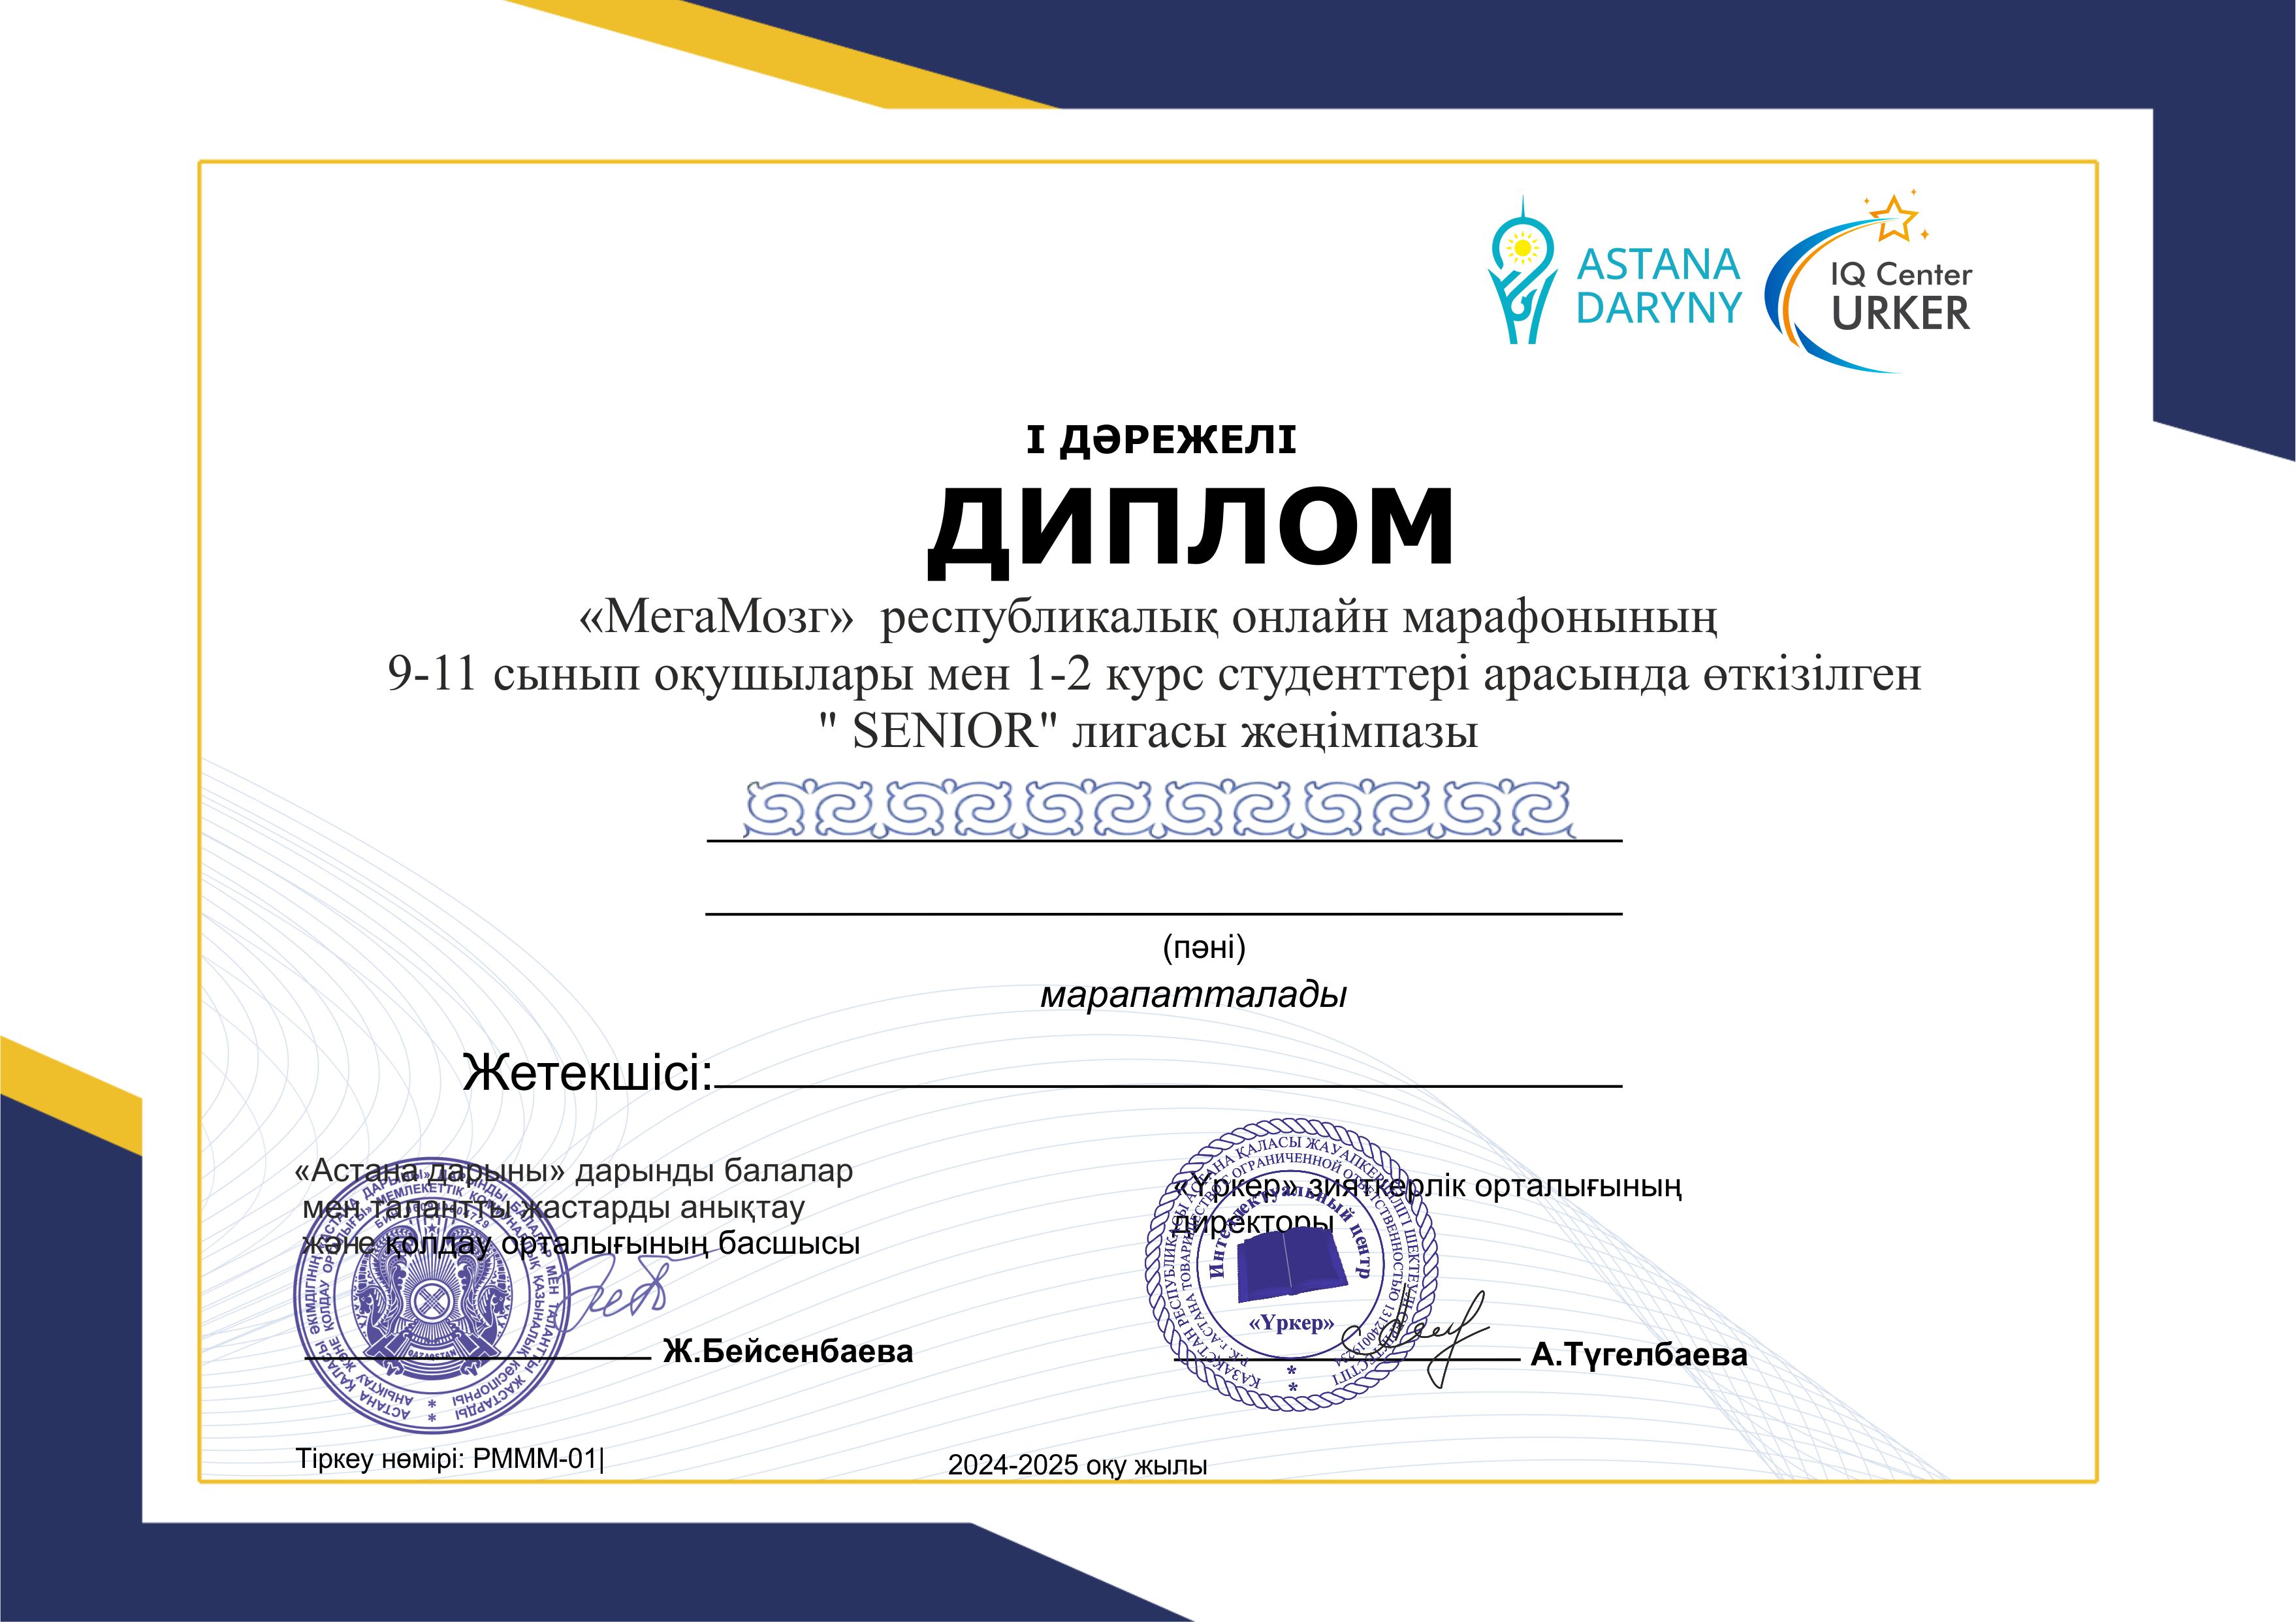 ASTANA
DARYNY
IQ Center
URKER
І ДӘРЕЖЕЛІ
ДИПЛОМ
«МегаМозг» республикалық онлайн марафонының
9-11 сынып оқушылары мен 1-2 курс студенттері арасында өткізілген
" SENIOR" лигасы жеңімпазы
(пәні)
марапатталады
Жетекшісі:
«Астана дарыны» дарынды балалар
мен талантты жастарды анықтау
және қолдау орталығының басшысы
Ж.Бейсенбаева
«Үркер» зияткерлік орталығының
директоры
Интеллектуальный центр
«Үркер»
А.Түгелбаева
QAZAQSTAN
Тіркеу нөмірі: РМММ-01|
2024-2025 оқу жылы